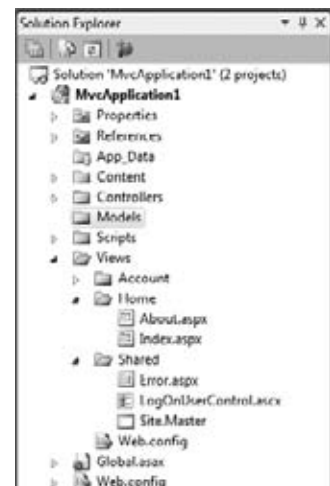 Solution Explorer
Solution 'MvcApplication1' (2 projects)
MvcApplication1
Properties
References
App_Data
Content
Controllers
Models
Scripts
Views
Account
Home
About.aspx
Index.aspx
Shared
Error.aspx
LogOnUserControl.ascx
Site.Master
Web.config
Global.asax
Web.config